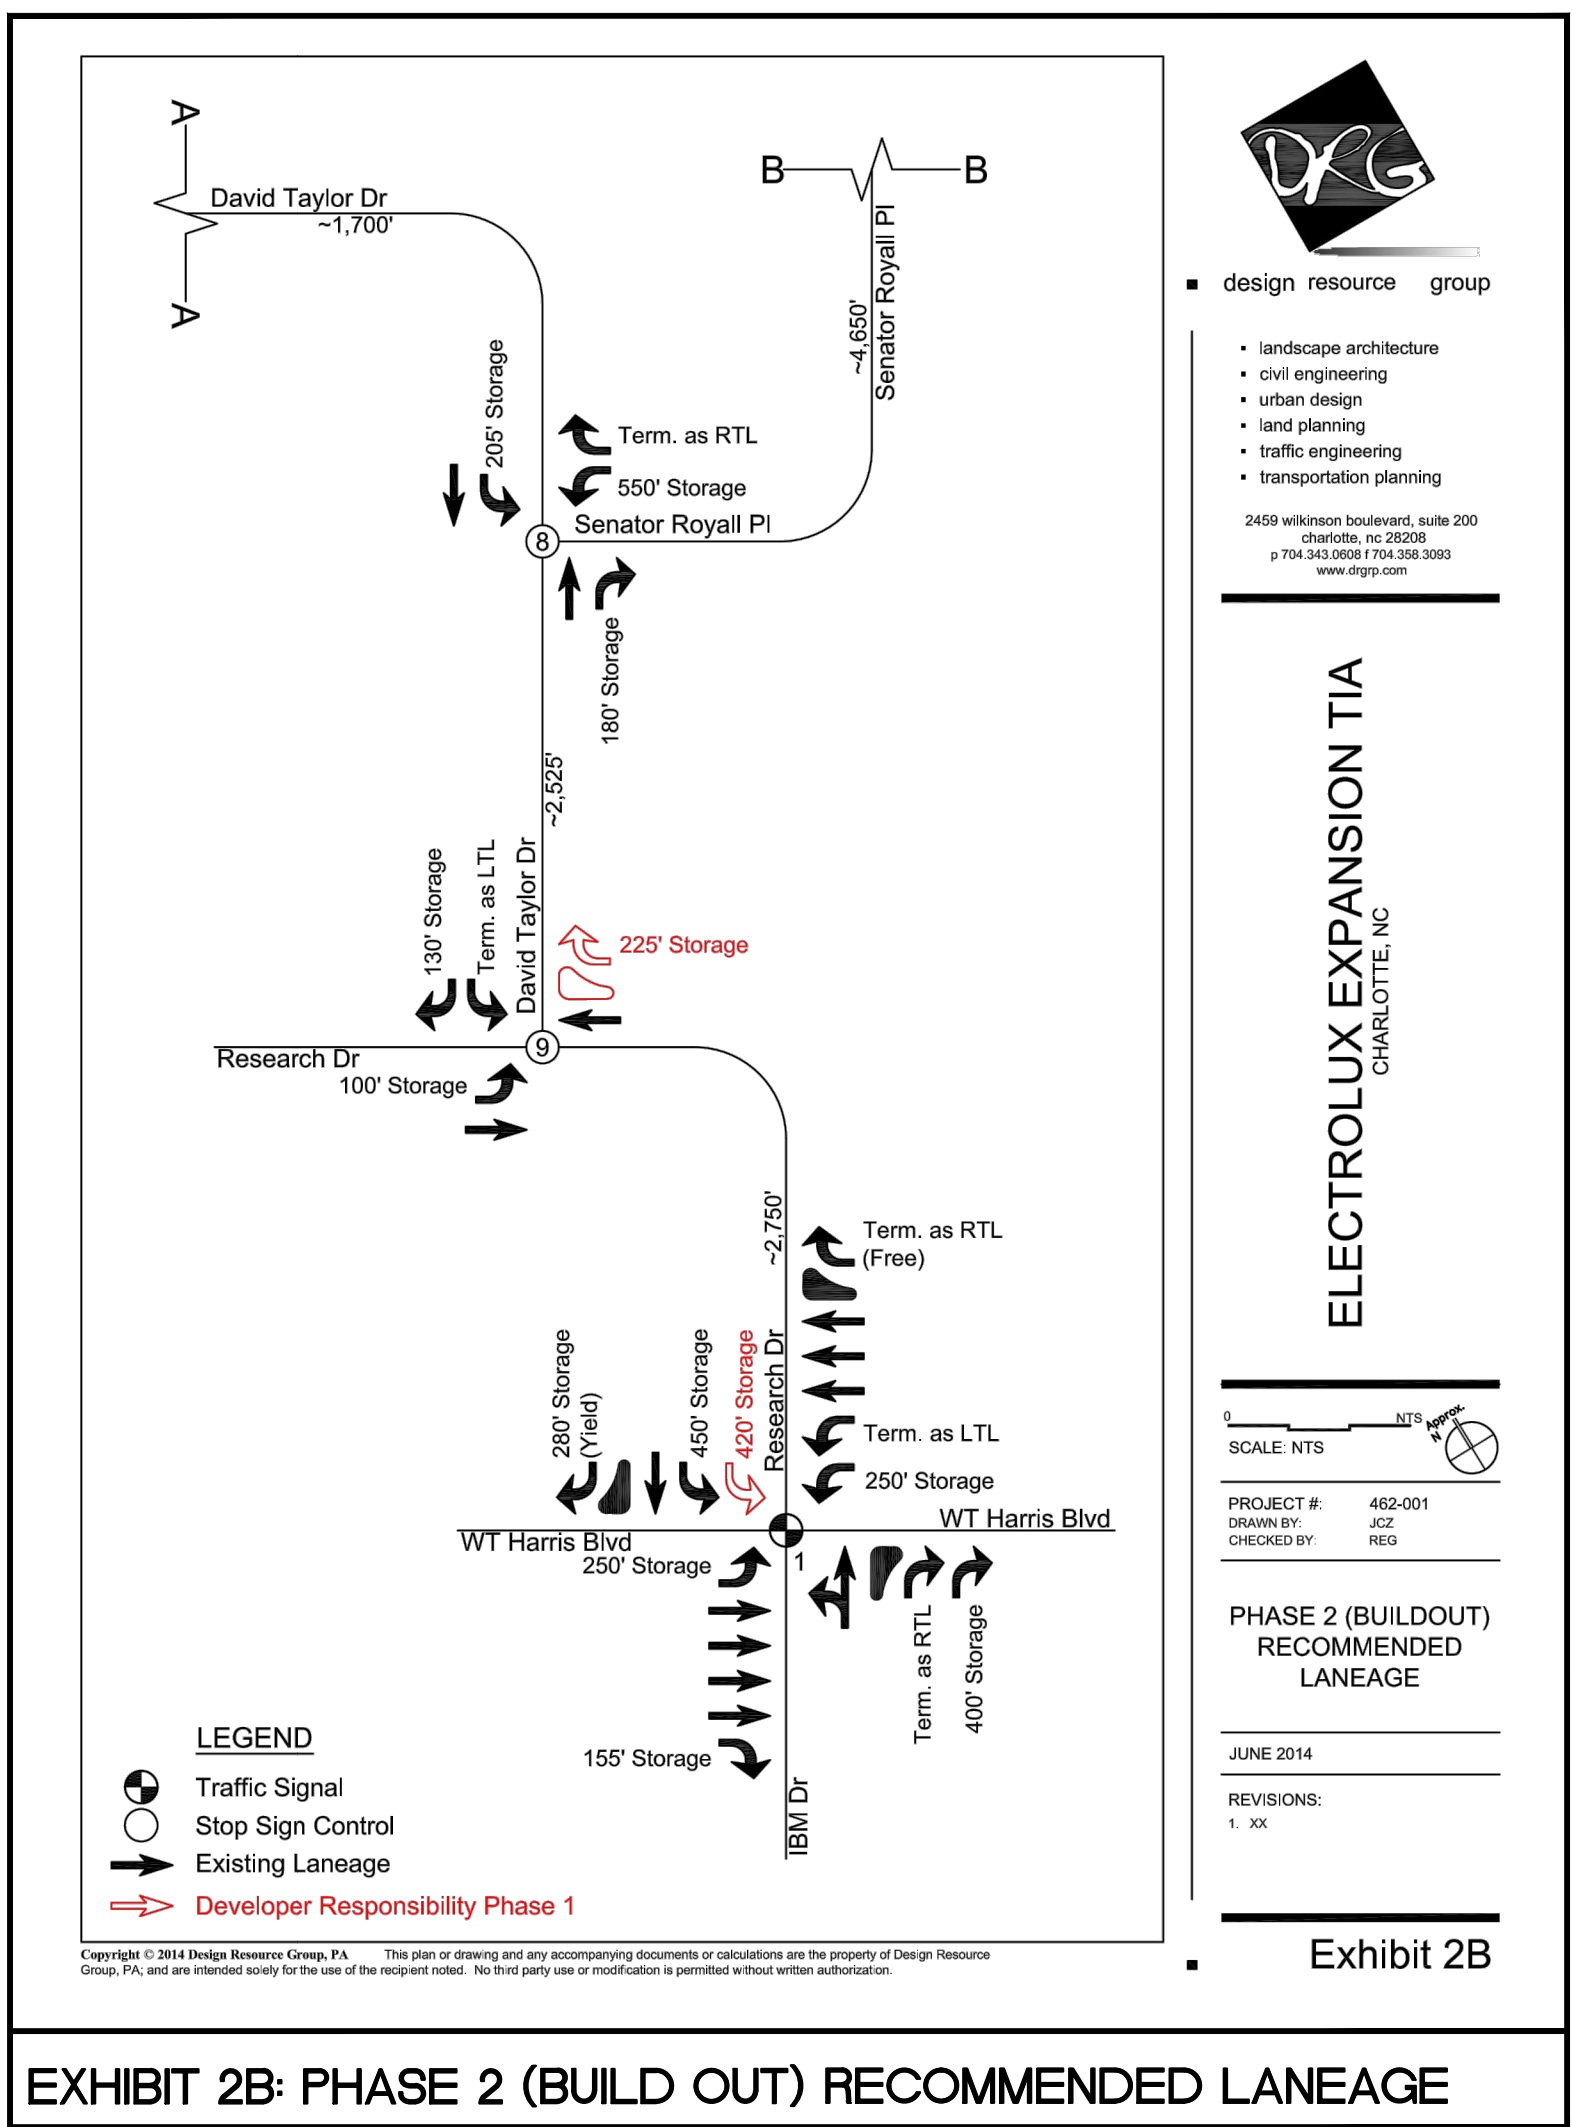 A
A
David Taylor Dr
~1,700'
B
B
Senator Royall Pl
~4,650'
205' Storage
Term. as RTL
550' Storage
Senator Royall Pl
8
180' Storage
~2,525'
130' Storage
Term. as LTL
David Taylor Dr
225' Storage
9
Research Dr
100' Storage
~2,750'
Term. as RTL
(Free)
280' Storage
(Yield)
450' Storage
420' Storage
Research Dr
Term. as LTL
250' Storage
WT Harris Blvd
WT Harris Blvd
250' Storage
1
Term. as RTL
400' Storage
155' Storage
IBM Dr
LEGEND
Traffic Signal
Stop Sign Control
Existing Laneage
Developer Responsibility Phase 1
Copyright © 2014 Design Resource Group, PA This plan or drawing and any accompanying documents or calculations are the property of Design Resource
Group, PA; and are intended solely for the use of the recipient noted. No third party use or modification is permitted without written authorization.
DRG
design resource group
landscape architecture
civil engineering
urban design
land planning
traffic engineering
transportation planning
2459 wilkinson boulevard, suite 200
charlotte, nc 28208
p 704.343.0608 f 704.358.3093
www.drgrp.com
ELECTROLUX EXPANSION TIA
CHARLOTTE, NC
0
NTS
Approx.
N
SCALE: NTS
PROJECT #: 462-001
DRAWN BY: JCZ
CHECKED BY: REG
PHASE 2 (BUILDOUT)
RECOMMENDED
LANEAGE
JUNE 2014
REVISIONS:
1. XX
Exhibit 2B
EXHIBIT 2B: PHASE 2 (BUILD OUT) RECOMMENDED LANEAGE